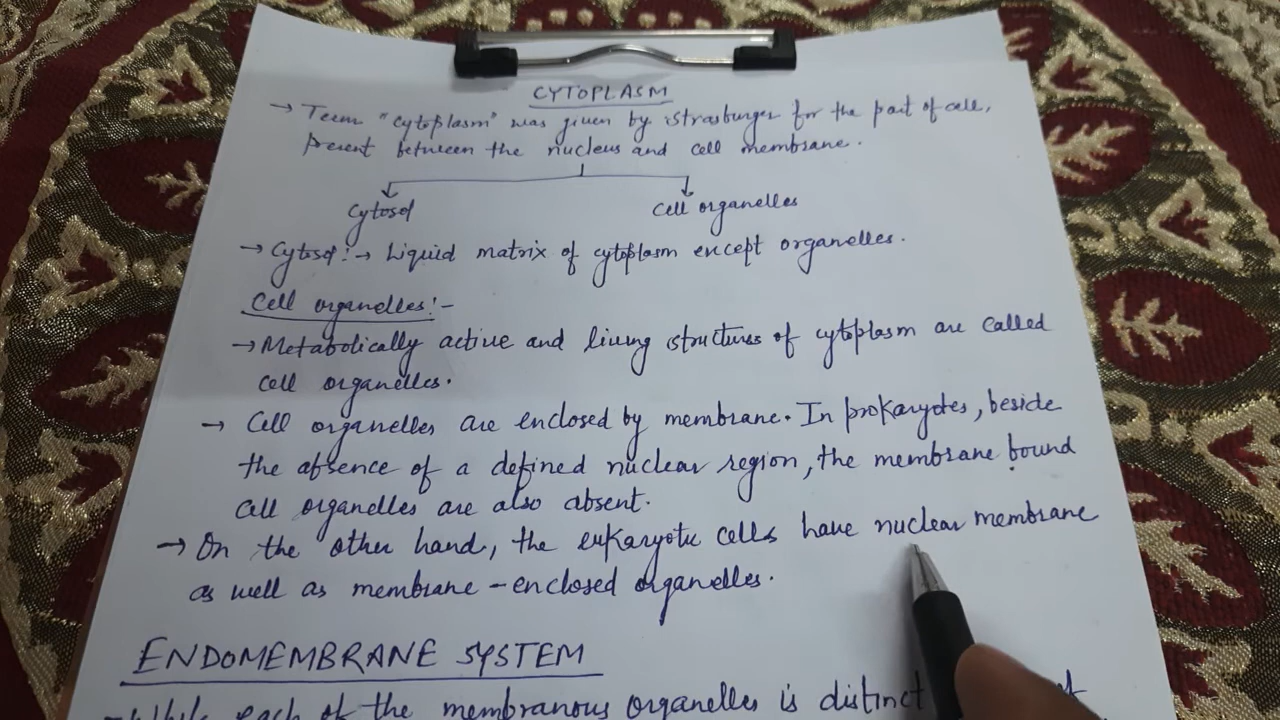 CYTOPLASM
→ Term "cytoplasm" was given by strasburger for the part of cell,
Present between the nucleus and cell membrane.
Cytosol
Cell organelles
→ Cytosol:→ Liquid matrix of cytoplasm except organelles.
Cell organelles:-
→ Metabolically active and living structures of cytoplasm are called
cell organelles.
→ Cell organelles are enclosed by membrane. In prokaryotes, beside
the absence of a defined nuclear region, the membrane bound
cell organelles are also absent.
→ On the other hand, the eukaryotic cells have nuclear membrane
as well as membrane-enclosed organelles.
ENDOMEMBRANE SYSTEM
→ While each of the membranous organelles is distinct